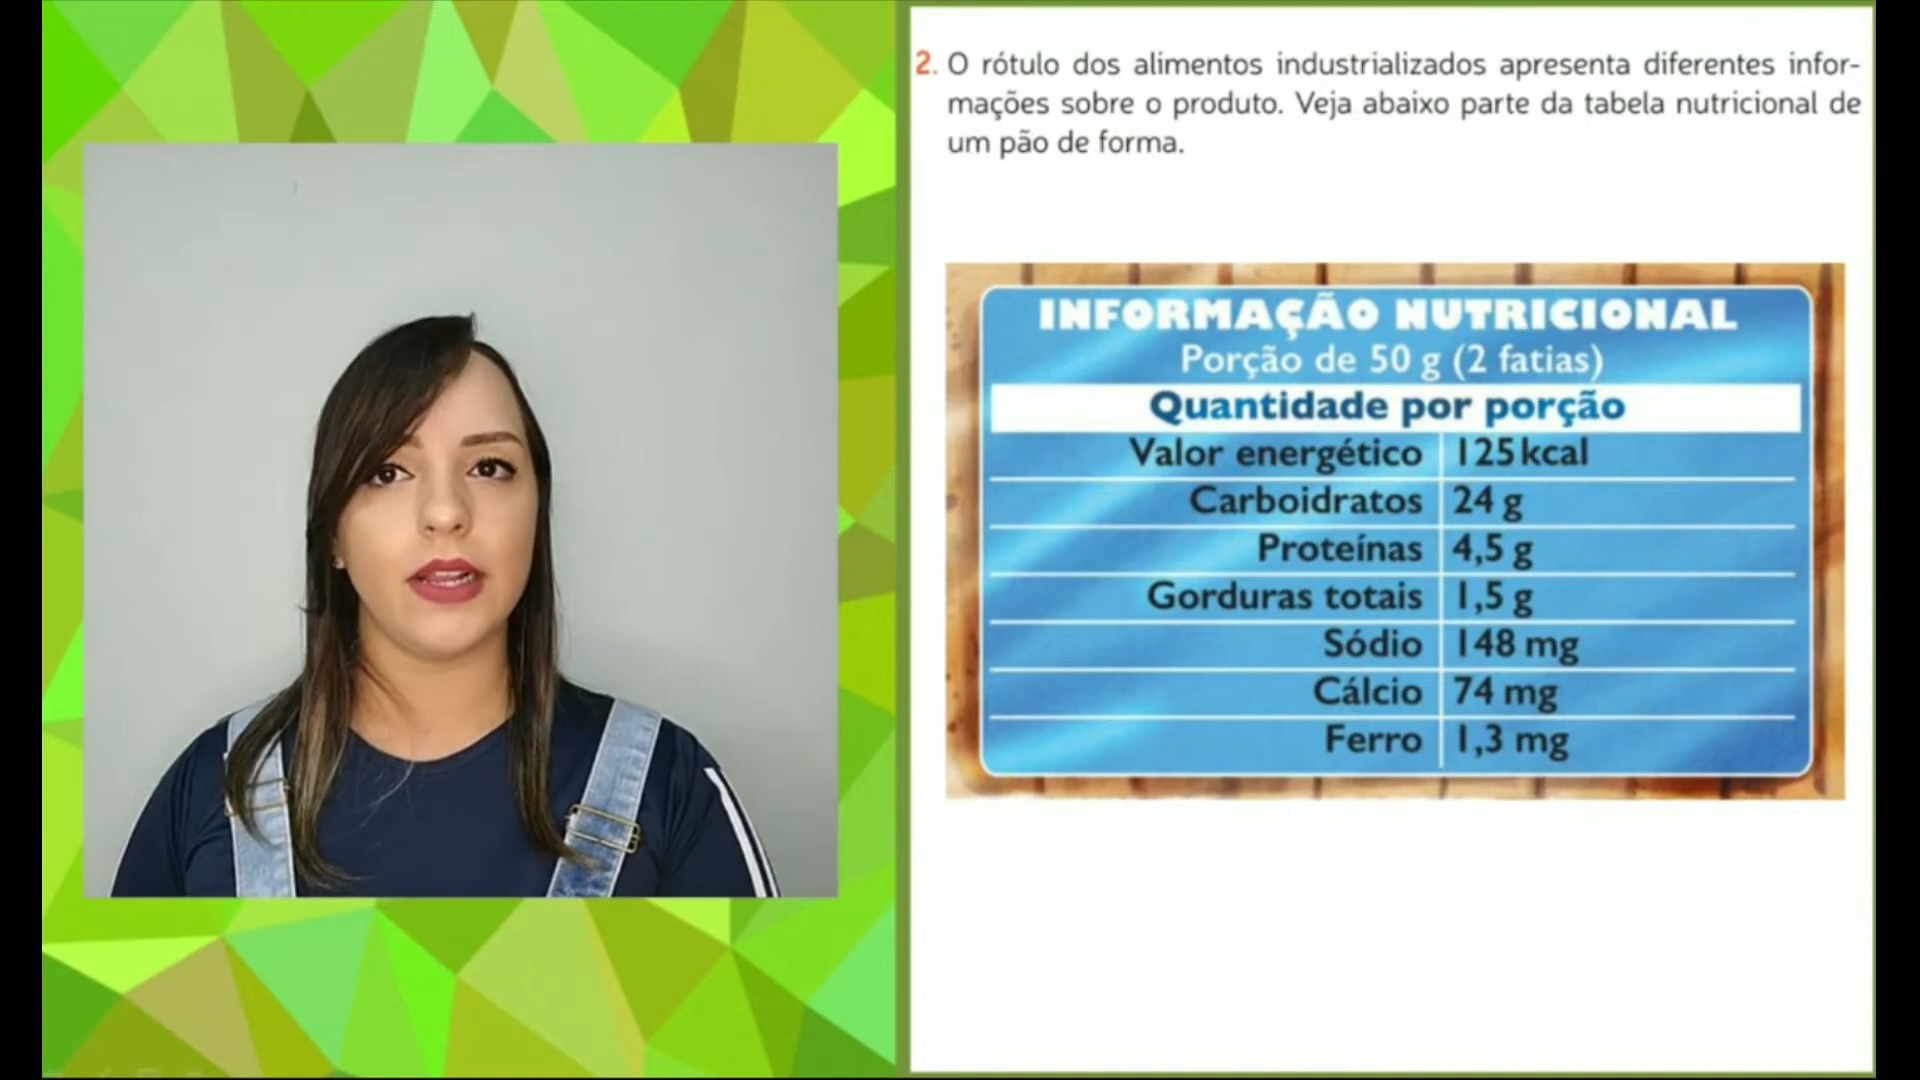 2. O rótulo dos alimentos industrializados apresenta diferentes infor-
mações sobre o produto. Veja abaixo parte da tabela nutricional de
um pão de forma.
INFORMAÇÃO NUTRICIONAL
Porção de 50 g (2 fatias)
Quantidade por porção
Valor energético 125 kcal
Carboidratos 24 g
Proteínas 4,5 g
Gorduras totais 1,5 g
Sódio 148 mg
Cálcio 74 mg
Ferro 1,3 mg